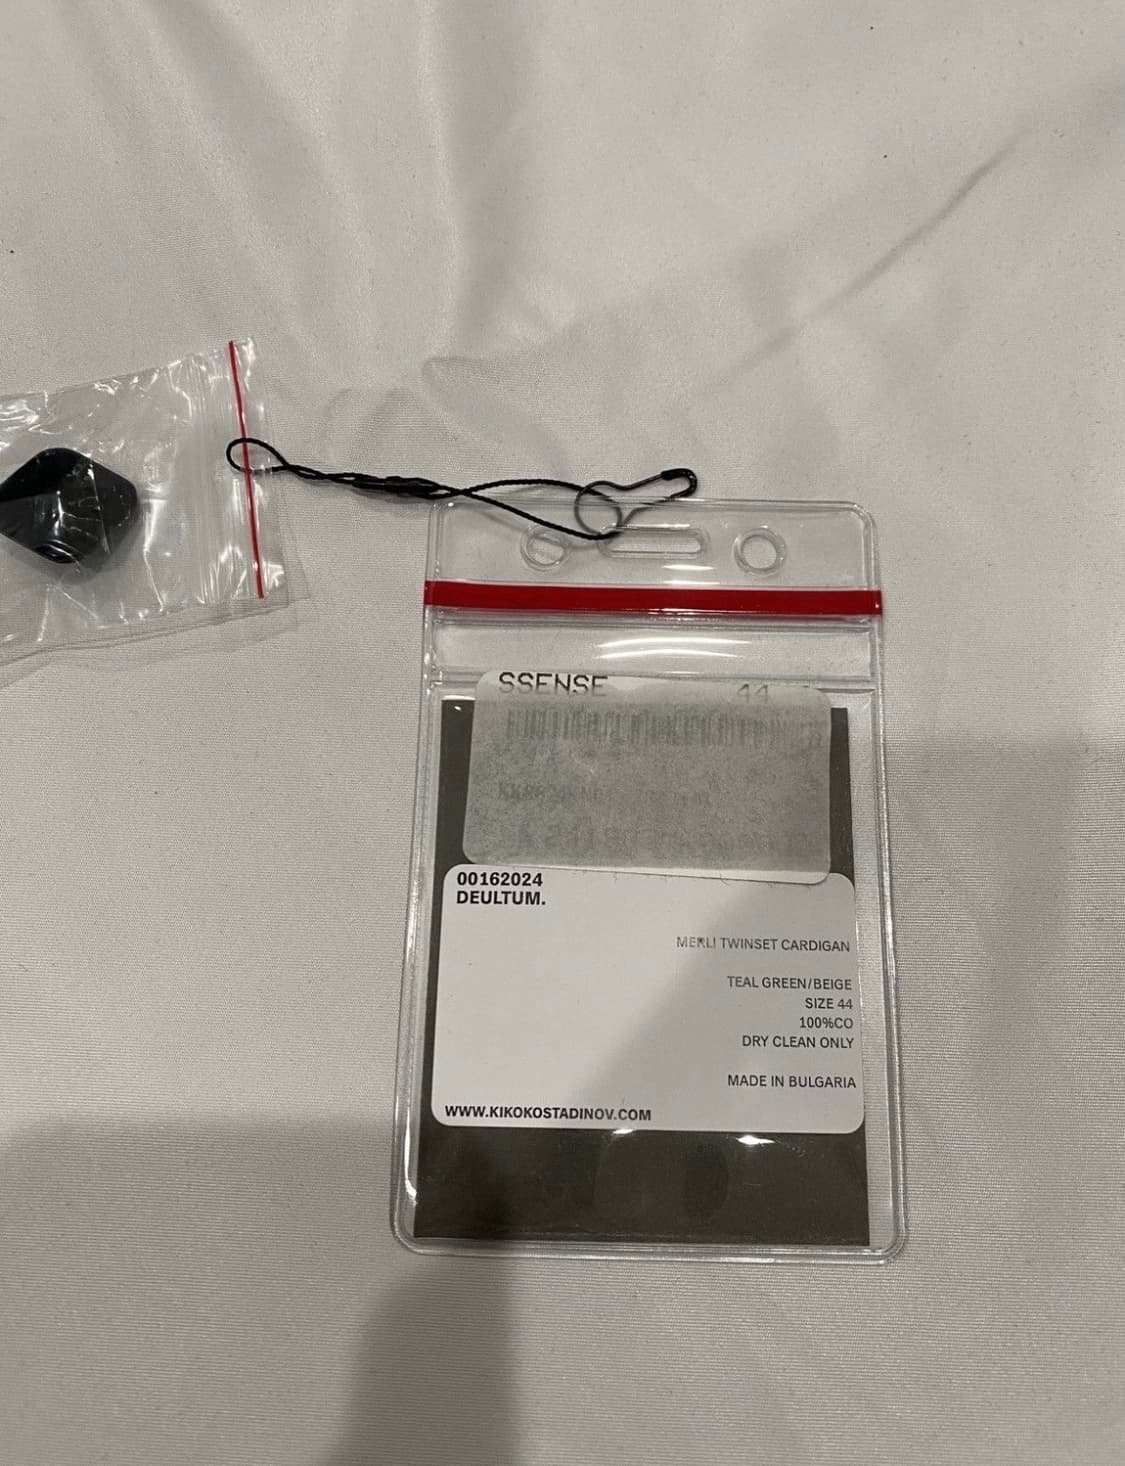 SSENSE 44
00162024
DEULTUM.
MERLI TWINSET CARDIGAN
TEAL GREEN/BEIGE
SIZE 44
100%CO
DRY CLEAN ONLY
MADE IN BULGARIA
WWW.KIKOKOSTADINOV.COM